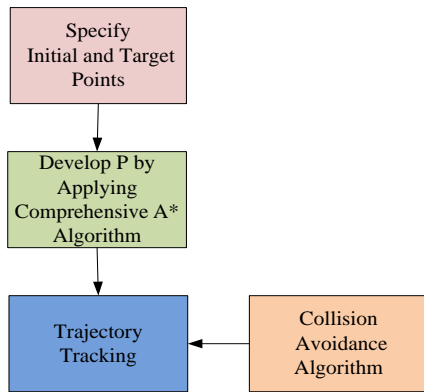 Specify
Initial and Target
Points
Develop P by
Applying
Comprehensive A*
Algorithm
Trajectory
Tracking
Collision
Avoidance
Algorithm